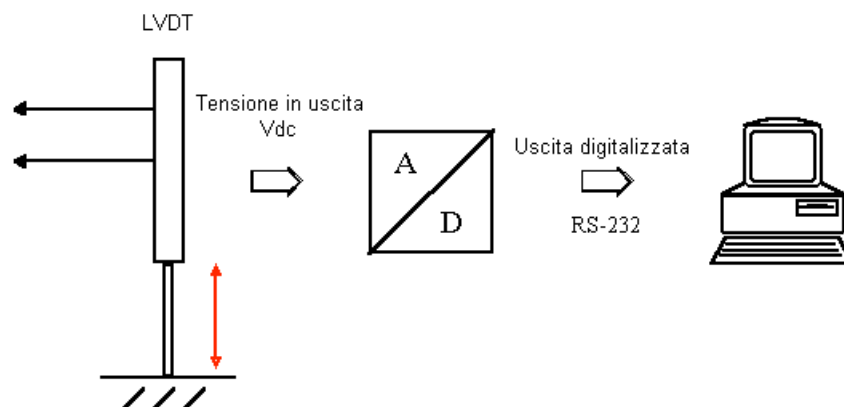 LVDT
Tensione in uscita
Vdc
A
D
Uscita digitalizzata
RS-232